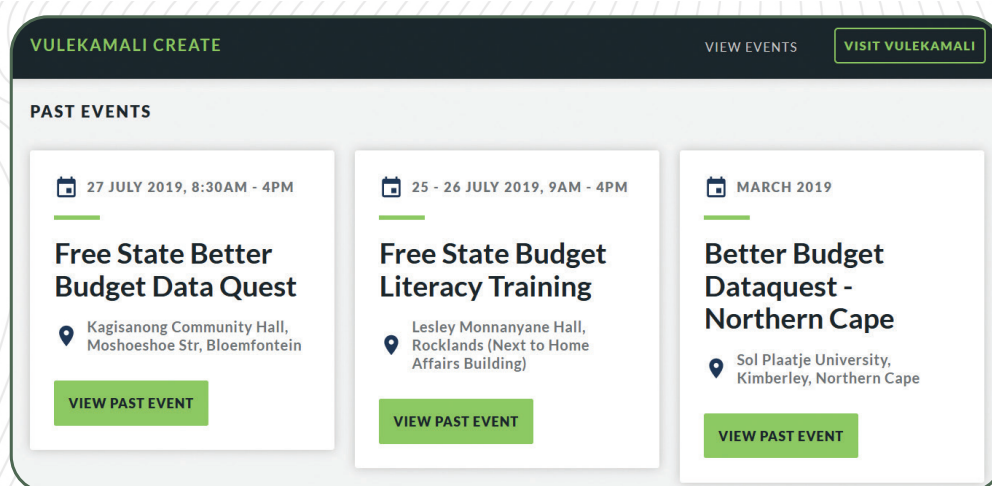 VULEKAMALI CREATE
VIEW EVENTS
VISIT VULEKAMALI
PAST EVENTS
27 JULY 2019, 8:30AM - 4PM
Free State Better
Budget Data Quest
Kagisanong Community Hall,
Moshoeshoe Str, Bloemfontein
VIEW PAST EVENT
25 - 26 JULY 2019, 9AM - 4PM
Free State Budget
Literacy Training
Lesley Monnanyane Hall,
Rocklands (Next to Home
Affairs Building)
VIEW PAST EVENT
MARCH 2019
Better Budget
Dataquest -
Northern Cape
Sol Plaatje University,
Kimberley, Northern Cape
VIEW PAST EVENT